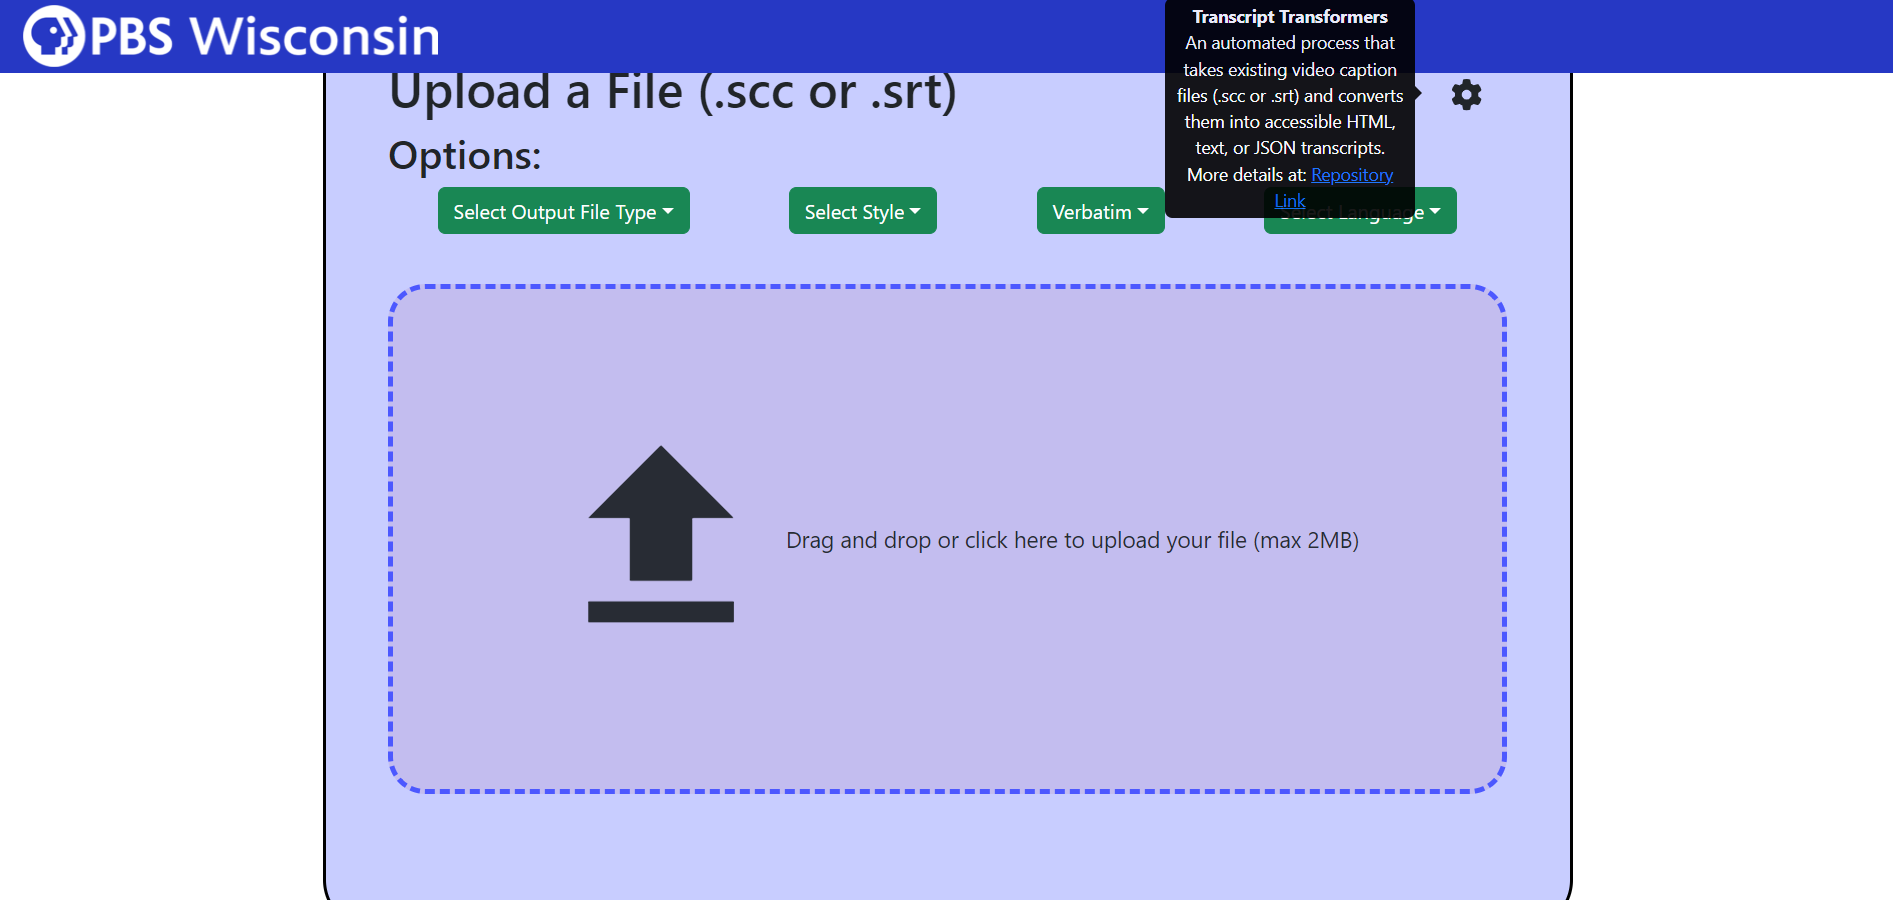 PBS Wisconsin
Transcript Transformers
An automated process that
takes existing video caption
files (.scc or .srt) and converts
them into accessible HTML,
text, or JSON transcripts.
More details at: Repository
Link
Upload a File (.scc or .srt)
Options:
Select Output File Type
Select Style
Verbatim
Select Language
Drag and drop or click here to upload your file (max 2MB)